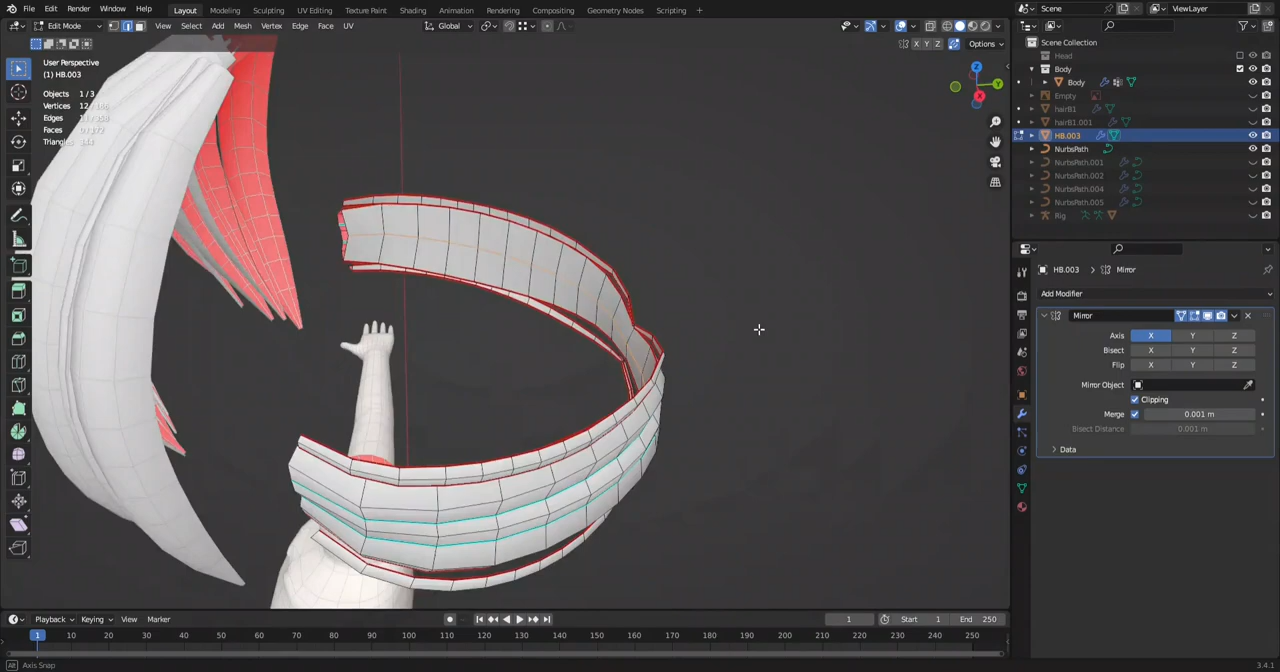 File Edit Render Window Help Layout Modeling Sculpting UV Editing Texture Paint Shading Animation Rendering Compositing Geometry Nodes Scripting + Scene ViewLayer
Edit Mode View Select Add Mesh Vertex Edge Face UV Global
X Y Z Options
User Perspective
(1) HB.003
Objects 1/3
Vertices
Edges
Faces
Triangles
Scene Collection
Head
Body
Body
Empty
hairB1
hairB1.001
HB.003
NurbsPath
NurbsPath.001
NurbsPath.002
NurbsPath.004
NurbsPath.005
Rig
HB.003 > Mirror
Add Modifier
Mirror
Axis X Y Z
Bisect X Y Z
Flip X Y Z
Mirror Object
Clipping
Merge 0.001 m
Bisect Distance 0.001 m
Data
Playback Keying View Marker 1 Start 1 End 250
1 10 20 30 40 50 60 70 80 90 100 110 120 130 140 150 160 170 180 190 200 210 220 230 240 250
Axis Snap 3.4.1